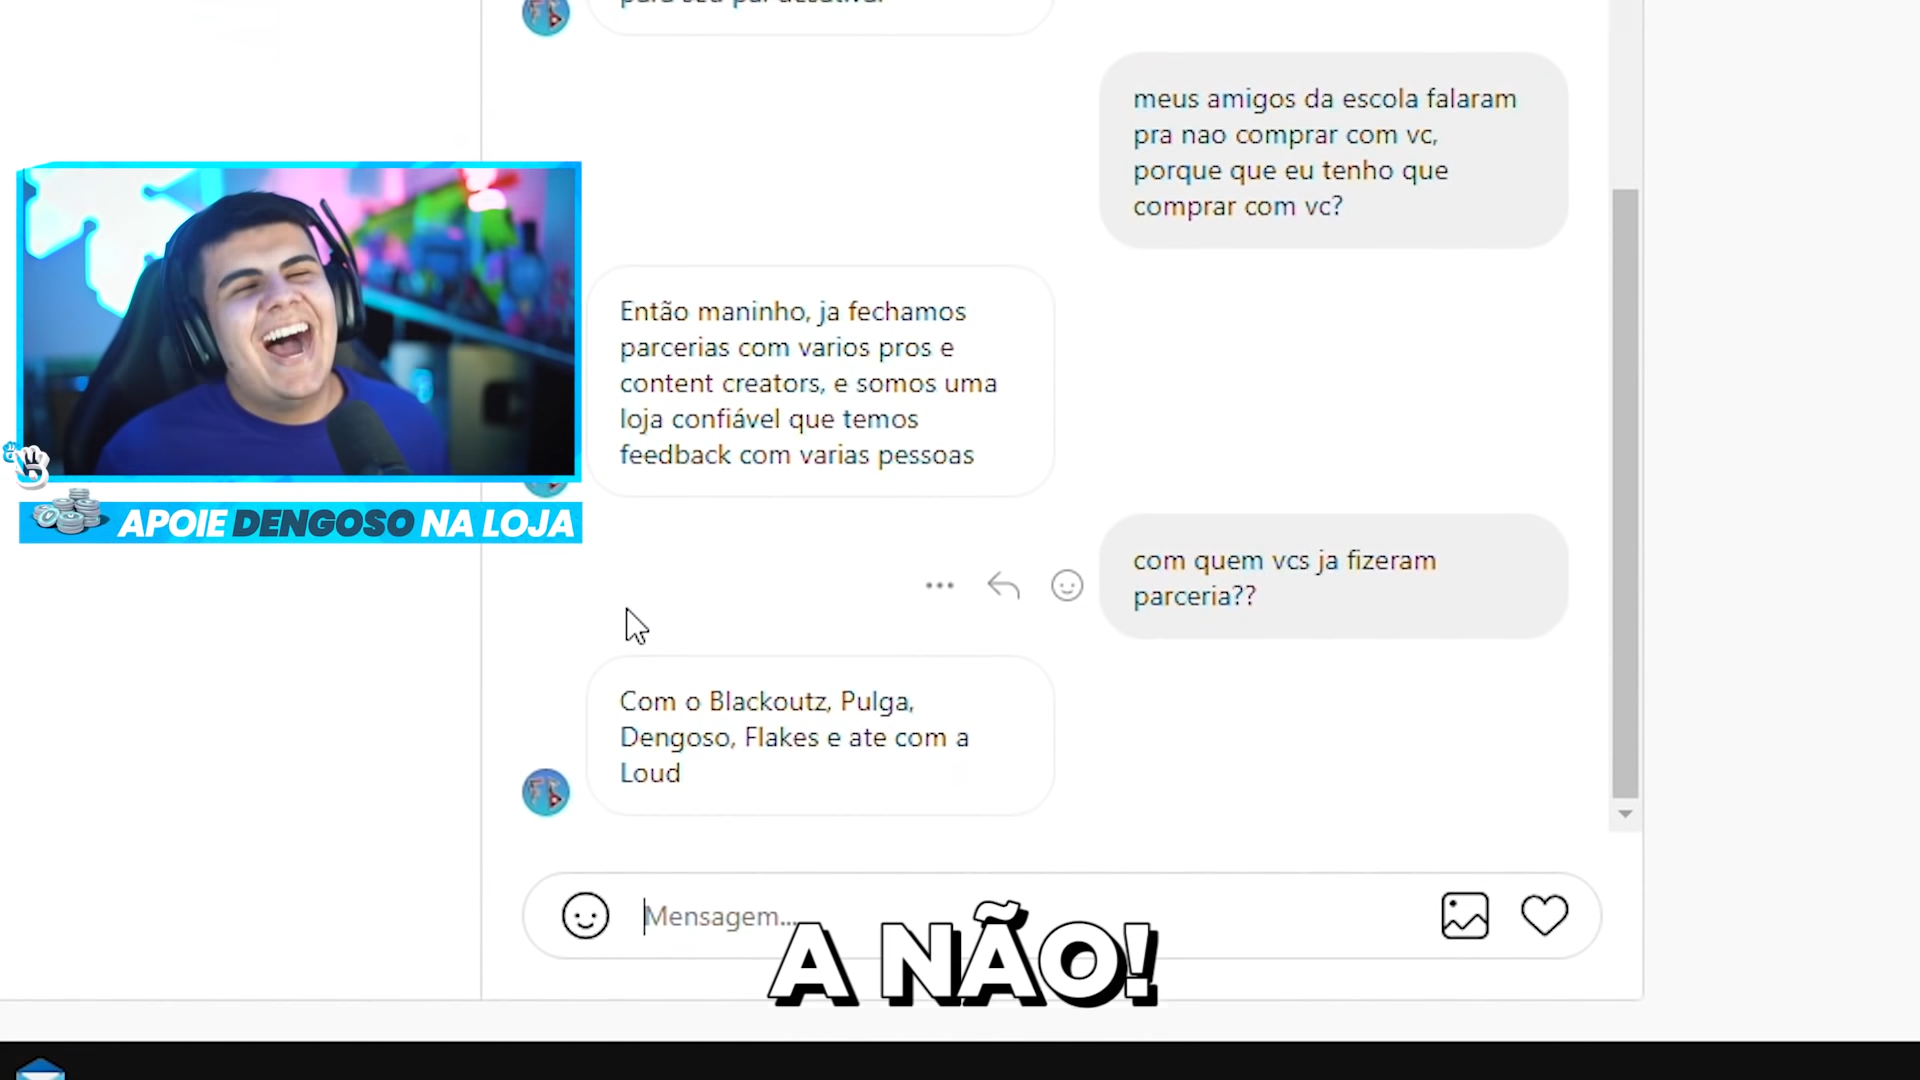 meus amigos da escola falaram
pra nao comprar com vc,
porque que eu tenho que
comprar com vc?
Então maninho, ja fechamos
parcerias com varios pros e
content creators, e somos uma
loja confiável que temos
feedback com varias pessoas
APOIE DENGOSO NA LOJA
com quem vcs ja fizeram
parceria??
Com o Blackoutz, Pulga,
Dengoso, Flakes e ate com a
Loud
Mensagem...
A NÃO!